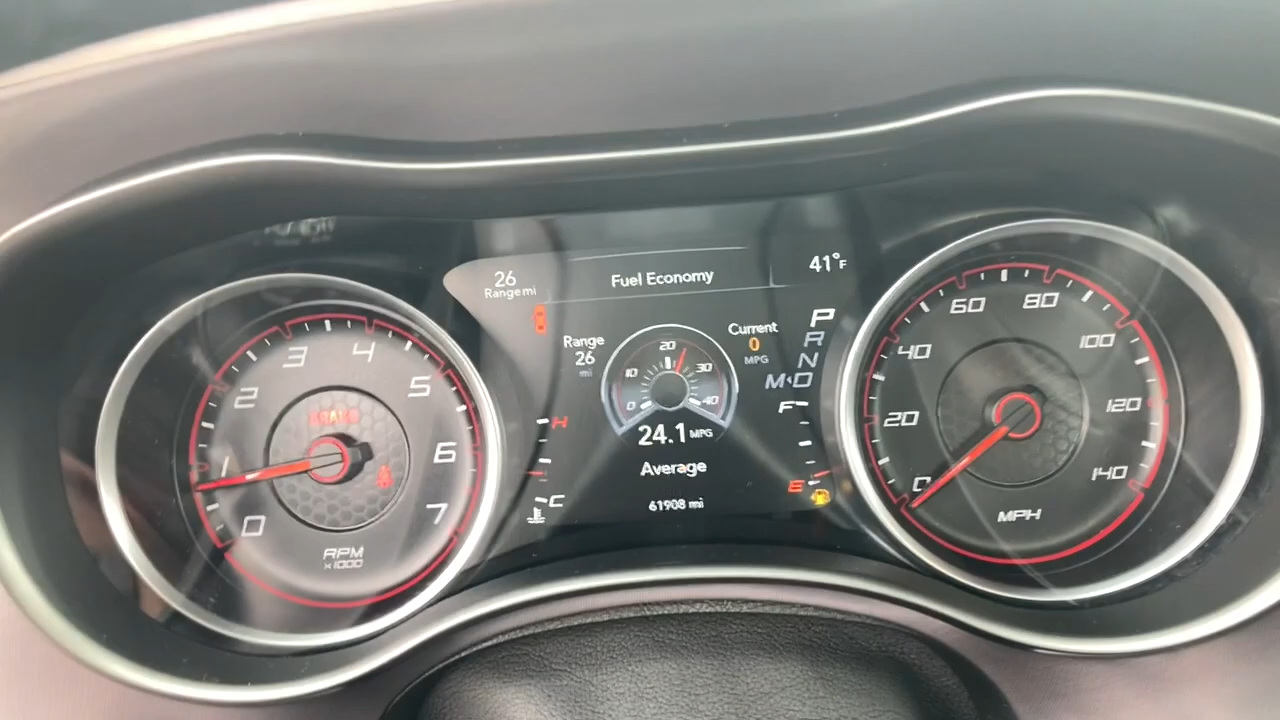 26
Range mi
Fuel Economy
41°F
Range
26
mi
0
10
20
30
40
Current
0
MPG
24.1 MPG
Average
61908 mi
P
R
N
M D
F
E
H
C
BRAKE
0
1
2
3
4
5
6
7
RPM
x1000
0
20
40
60
80
100
120
140
MPH